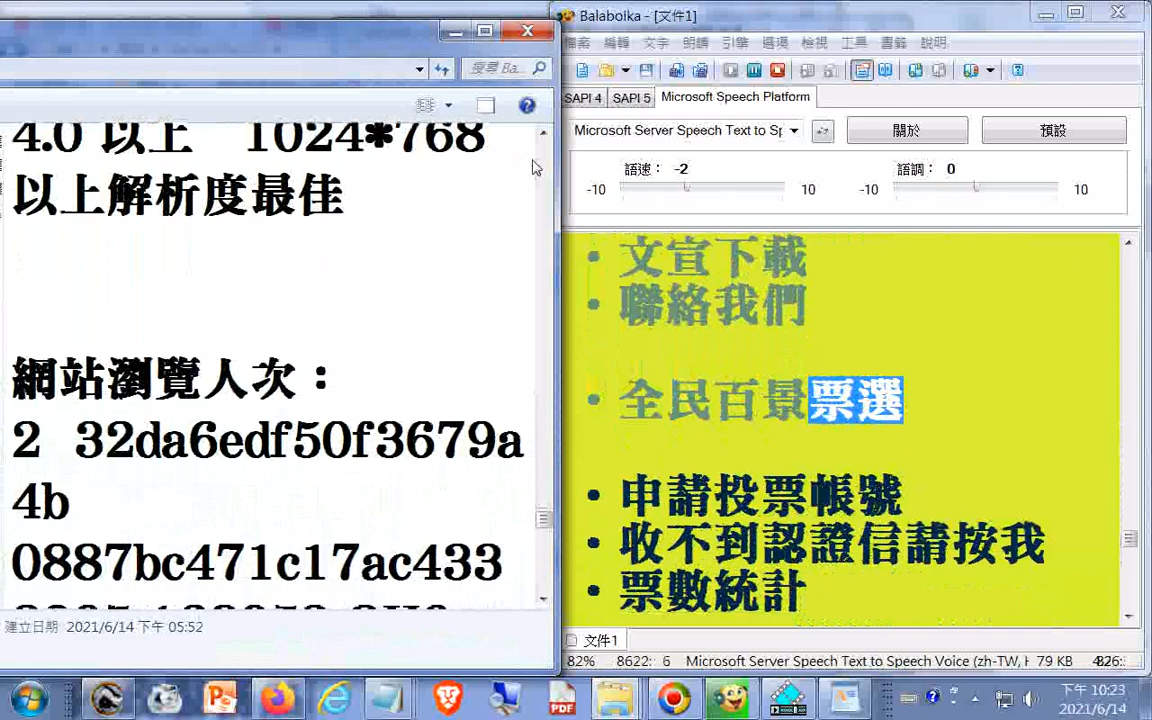 搜尋 Ba...
4.0 以上 1024*768
以上解析度最佳
網站瀏覽人次：
2 32da6edf50f3679a
4b
0887bc471c17ac433
建立日期 2021/6/14 下午 05:52
Balabolka - [文件1]
檔案 編輯 文字 朗讀 引擎 選項 檢視 工具 書籤 說明
SAPI 4 SAPI 5 Microsoft Speech Platform
Microsoft Server Speech Text to Sp
關於 預設
語速： -2 語調： 0
-10 10 -10 10
• 文宣下載
• 聯絡我們
• 全民百景票選
• 申請投票帳號
• 收不到認證信請按我
• 票數統計
文件1
82% 8622: 6 Microsoft Server Speech Text to Speech Voice (zh-TW, 79 KB
PDF
下午 10:23
2021/6/14